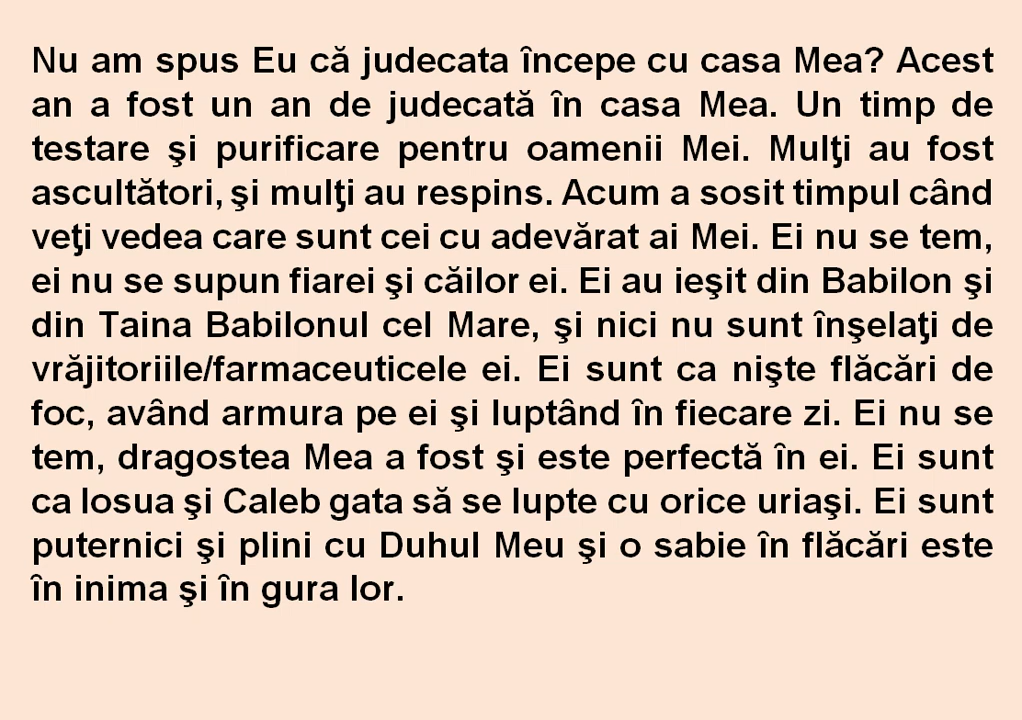 Nu am spus Eu că judecata începe cu casa Mea? Acest
an a fost un an de judecată în casa Mea. Un timp de
testare şi purificare pentru oamenii Mei. Mulţi au fost
ascultători, şi mulţi au respins. Acum a sosit timpul când
veţi vedea care sunt cei cu adevărat ai Mei. Ei nu se tem,
ei nu se supun fiarei şi căilor ei. Ei au ieşit din Babilon şi
din Taina Babilonul cel Mare, şi nici nu sunt înşelaţi de
vrăjitoriile/farmaceuticele ei. Ei sunt ca nişte flăcări de
foc, având armura pe ei şi luptând în fiecare zi. Ei nu se
tem, dragostea Mea a fost şi este perfectă în ei. Ei sunt
ca Iosua şi Caleb gata să se lupte cu orice uriaşi. Ei sunt
puternici şi plini cu Duhul Meu şi o sabie în flăcări este
în inima şi în gura lor.